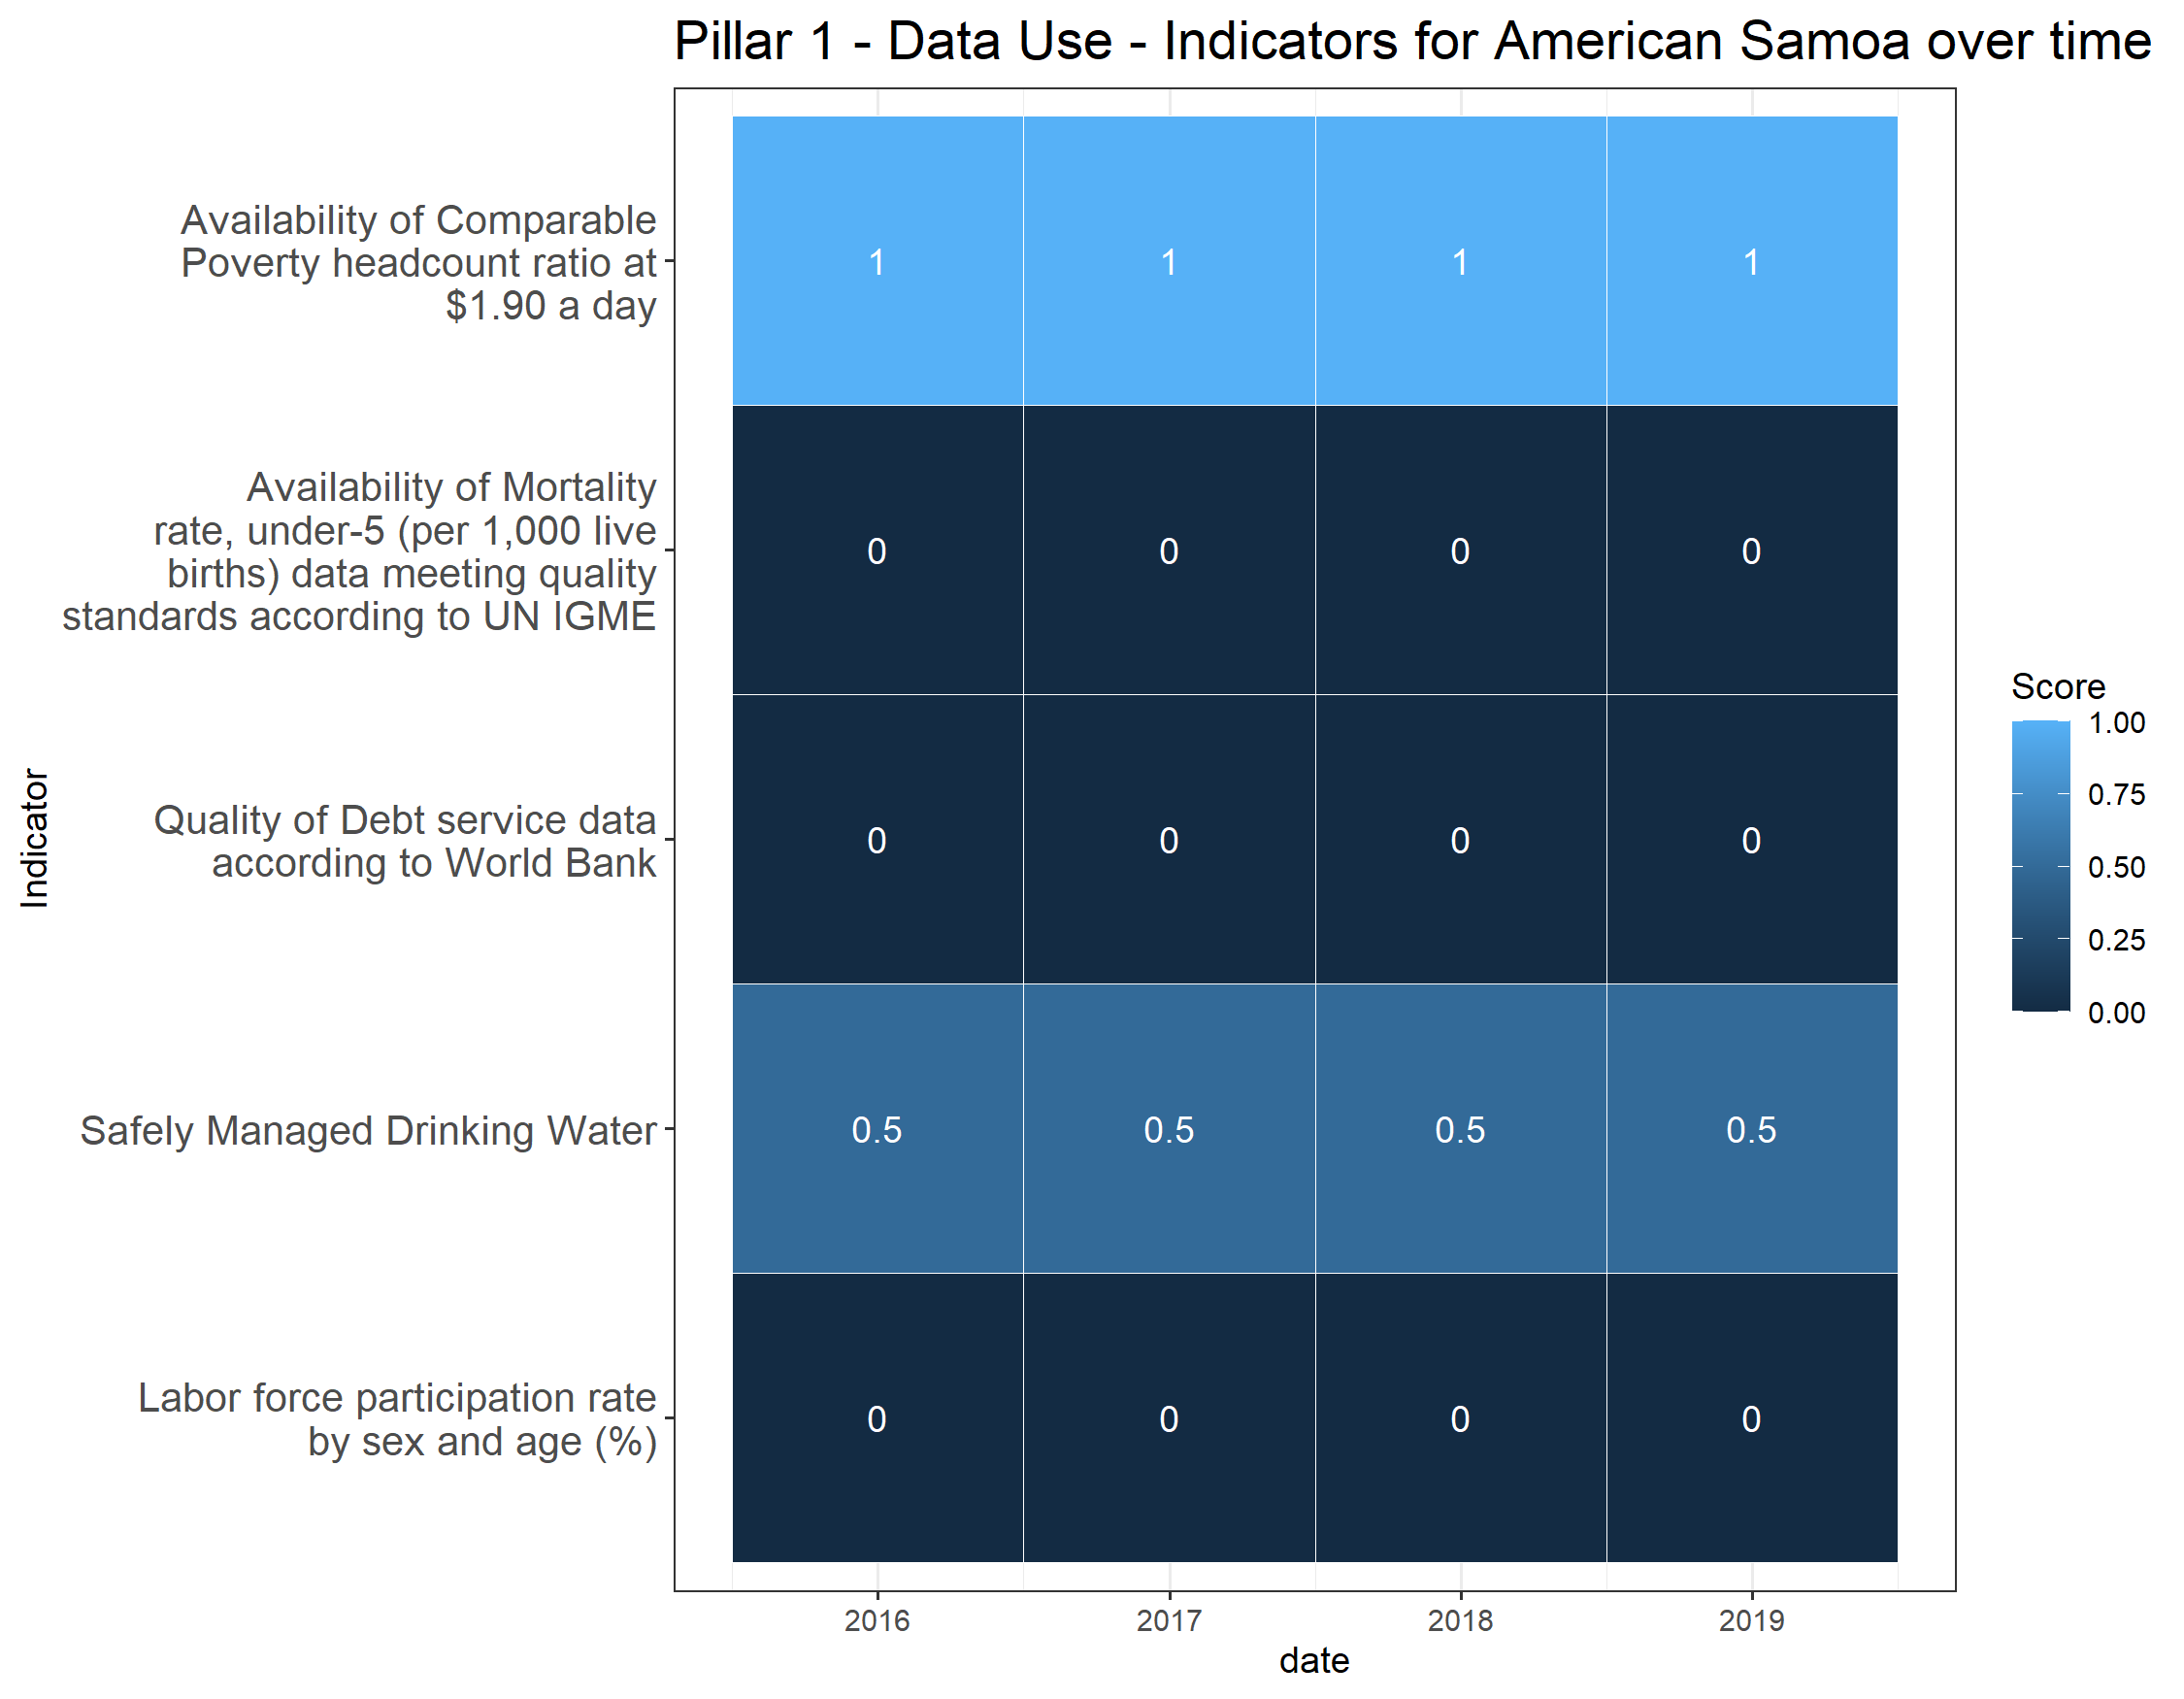 Pillar 1 - Data Use - Indicators for American Samoa over time
Indicator
Availability of Comparable
Poverty headcount ratio at
$1.90 a day
1 1 1 1
Availability of Mortality
rate, under-5 (per 1,000 live
births) data meeting quality
standards according to UN IGME
0 0 0 0
Quality of Debt service data
according to World Bank
0 0 0 0
Safely Managed Drinking Water
0.5 0.5 0.5 0.5
Labor force participation rate
by sex and age (%)
0 0 0 0
2016 2017 2018 2019
date
Score
1.00
0.75
0.50
0.25
0.00